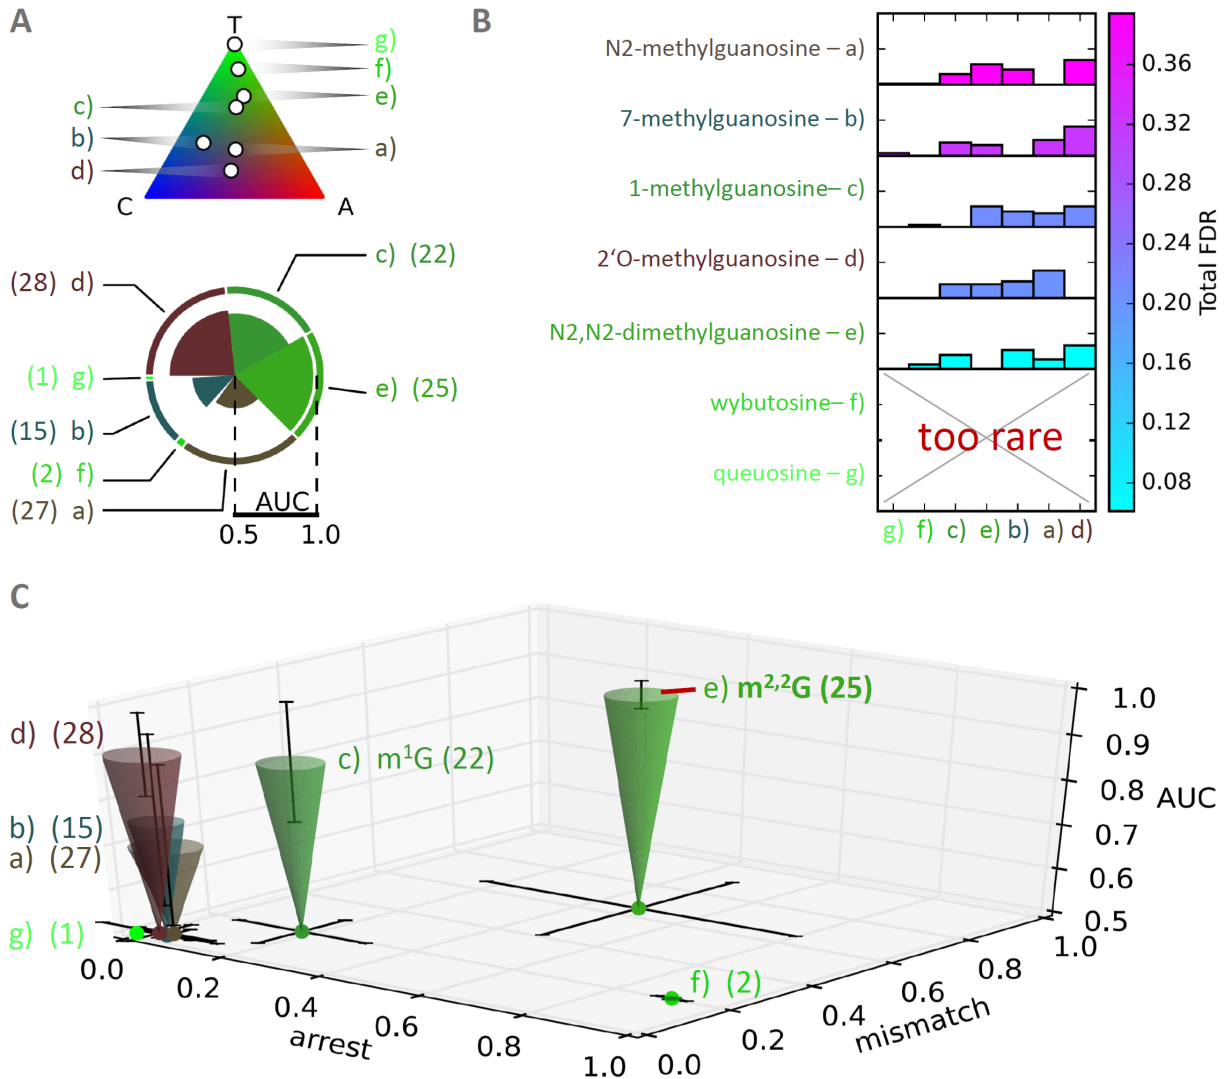 A
T
g)
f)
e)
c)
b)
a)
d)
C
A
c) (22)
(28) d)
(1) g)
e) (25)
(15) b)
(2) f)
(27) a)
AUC
0.5 1.0
B
N2-methylguanosine – a)
7-methylguanosine – b)
1-methylguanosine– c)
2‘O-methylguanosine – d)
N2,N2-dimethylguanosine – e)
wybutosine– f)
queuosine – g)
too rare
g) f) c) e) b) a) d)
0.36
0.32
0.28
0.24
0.20
0.16
0.12
0.08
Total FDR
C
e) m2,2G (25)
d) (28)
c) m1G (22)
b) (15)
a) (27)
g) (1)
f) (2)
1.0
0.9
0.8
0.7
0.6
0.5
AUC
0.0
0.2
0.4
0.6
0.8
1.0
arrest
0.0
0.2
0.4
0.6
0.8
1.0
mismatch